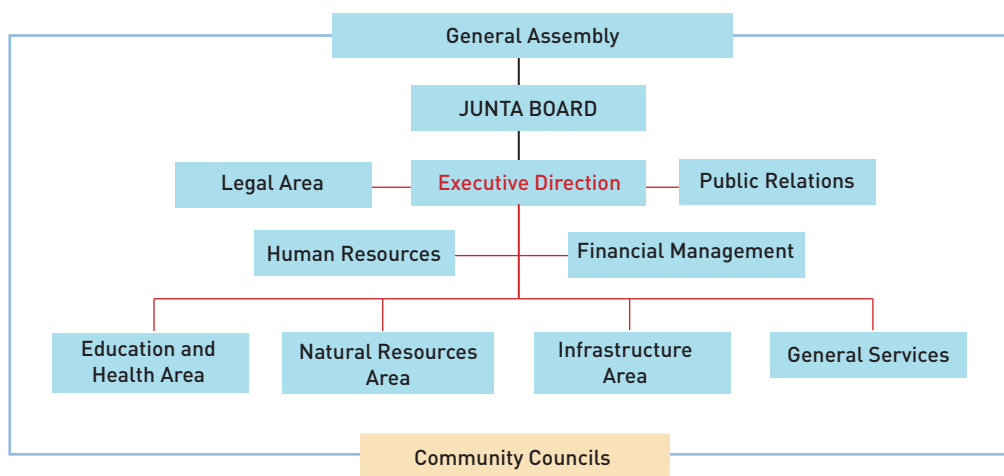 General Assembly
JUNTA BOARD
Legal Area
Executive Direction
Public Relations
Human Resources
Financial Management
Education and
Health Area
Natural Resources
Area
Infrastructure
Area
General Services
Community Councils